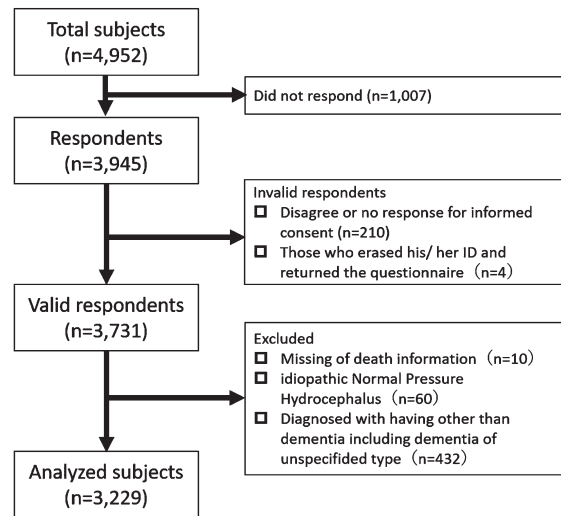 Total subjects
(n=4,952)
Did not respond (n=1,007)
Respondents
(n=3,945)
Invalid respondents
Disagree or no response for informed
consent (n=210)
Those who erased his/ her ID and
returned the questionnaire (n=4)
Valid respondents
(n=3,731)
Excluded
Missing of death information (n=10)
idiopathic Normal Pressure
Hydrocephalus (n=60)
Diagnosed with having other than
dementia including dementia of
unspecifided type (n=432)
Analyzed subjects
(n=3,229)